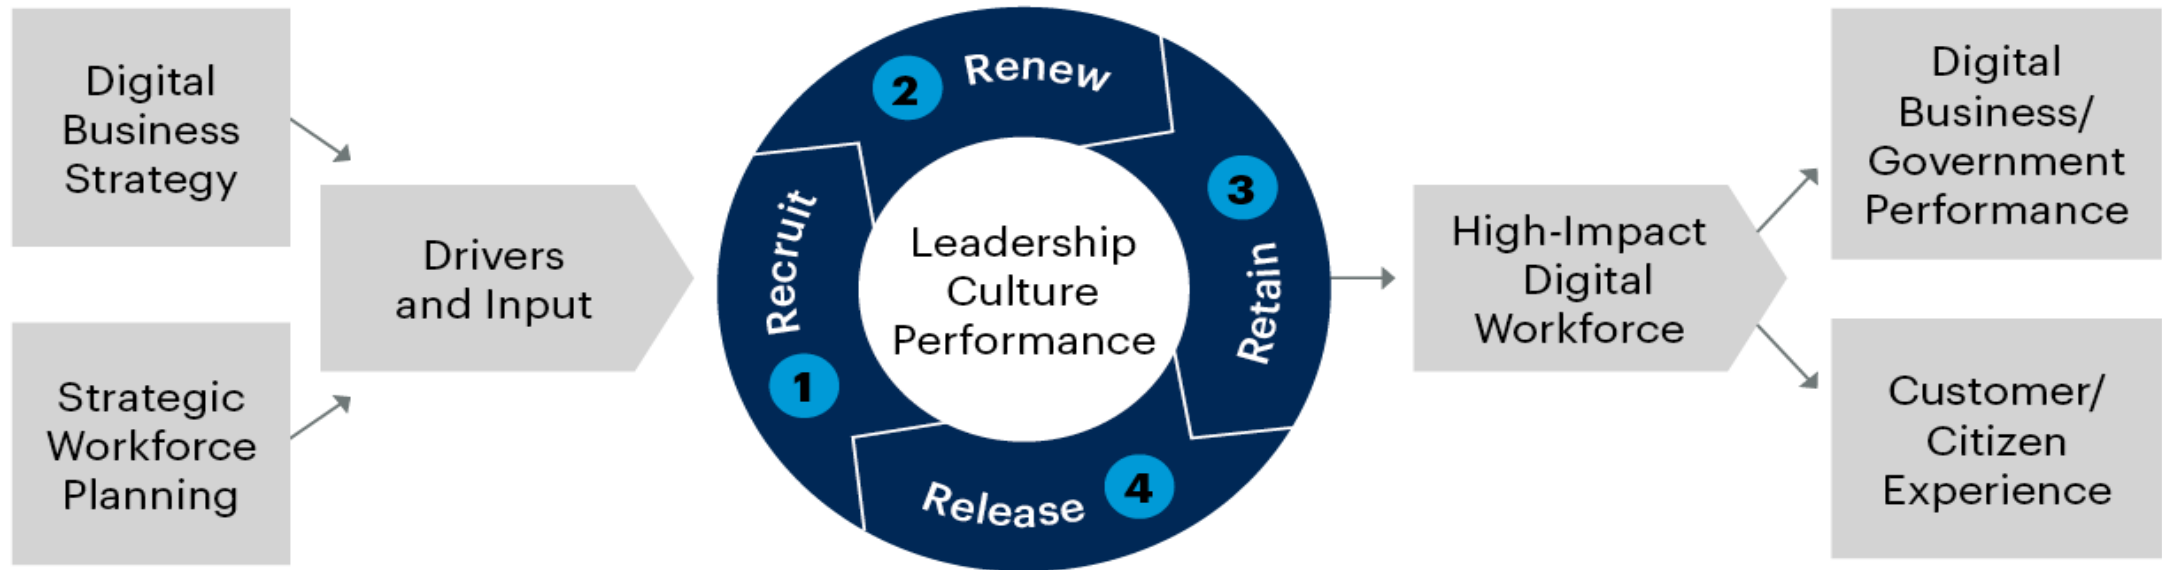 Digital
Business
Strategy
Strategic
Workforce
Planning
Drivers
and Input
1
Recruit
2
Renew
3
Retain
4
Release
Leadership
Culture
Performance
High-Impact
Digital
Workforce
Digital
Business/
Government
Performance
Customer/
Citizen
Experience